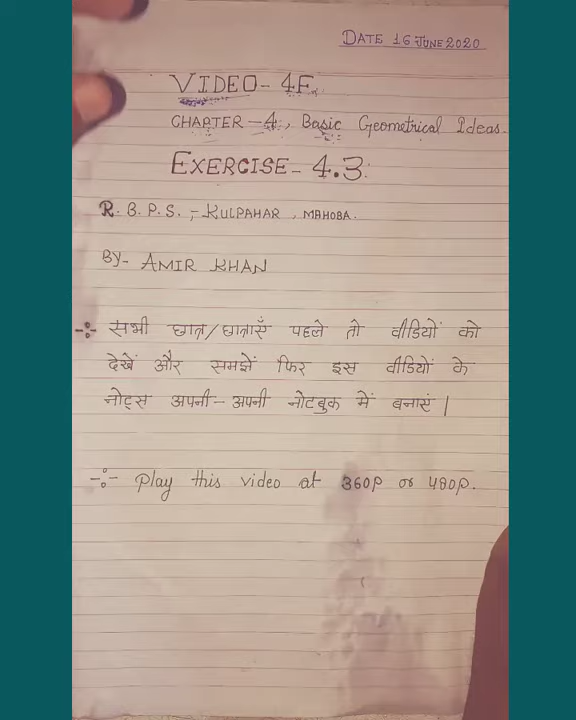 DATE 16 JUNE 2020
VIDEO - 4F.
CHAPTER - 4, Basic Geometrical Ideas.
EXERCISE - 4.3.
R. B. P. S. - KULPAHAR, MAHOBA.
BY - AMIR KHAN
सभी छात्र/छात्राएँ पहले तो वीडियों को
देखें और समझें फिर इस वीडियों के
नोट्स अपनी-अपनी नोटबुक में बनाएं |
Play this video at 360p or 480p.